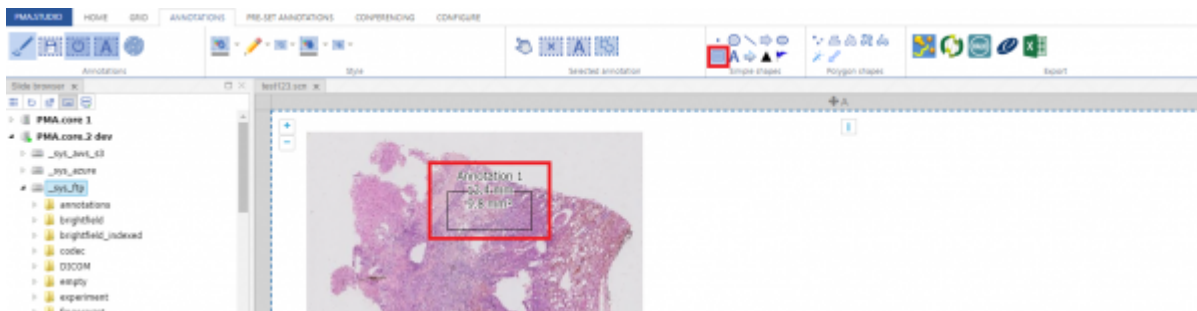 PMA.STUDIO HOME GRID ANNOTATIONS PRE-SET ANNOTATIONS CONFERENCING CONFIGURE
Annotations Style Selected annotation Simple shapes Polygon shapes Export
Slide browser test123.scn
A
PMA.core 1
PMA.core.2 dev
_sys_aws_s3
_sys_azure
_sys_ftp
annotations
brightfield
brightfield_indexed
codec
DICOM
empty
experiment
Annotation 1